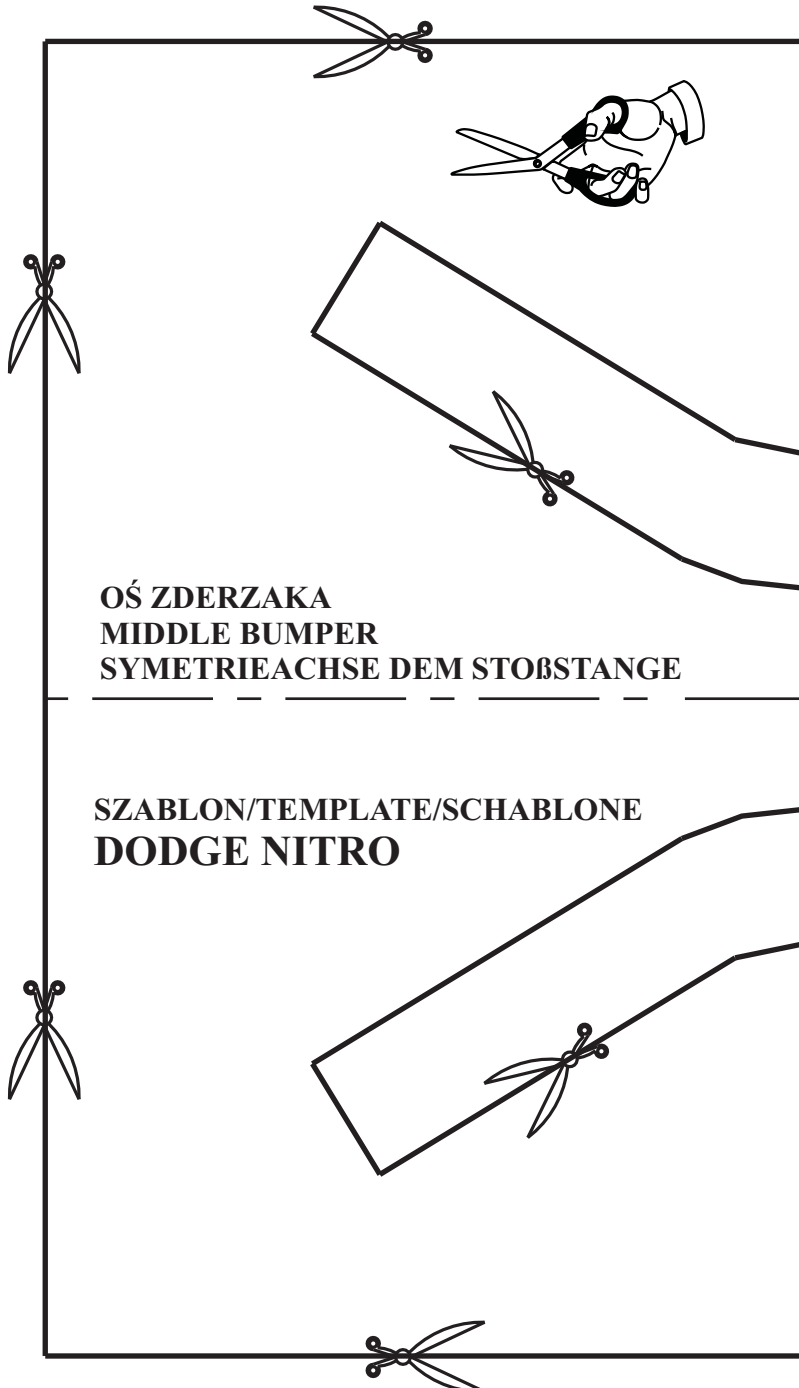 OŚ ZDERZAKA
MIDDLE BUMPER
SYMETRIEACHSE DEM STOßSTANGE
SZABLON/TEMPLATE/SCHABLONE
DODGE NITRO